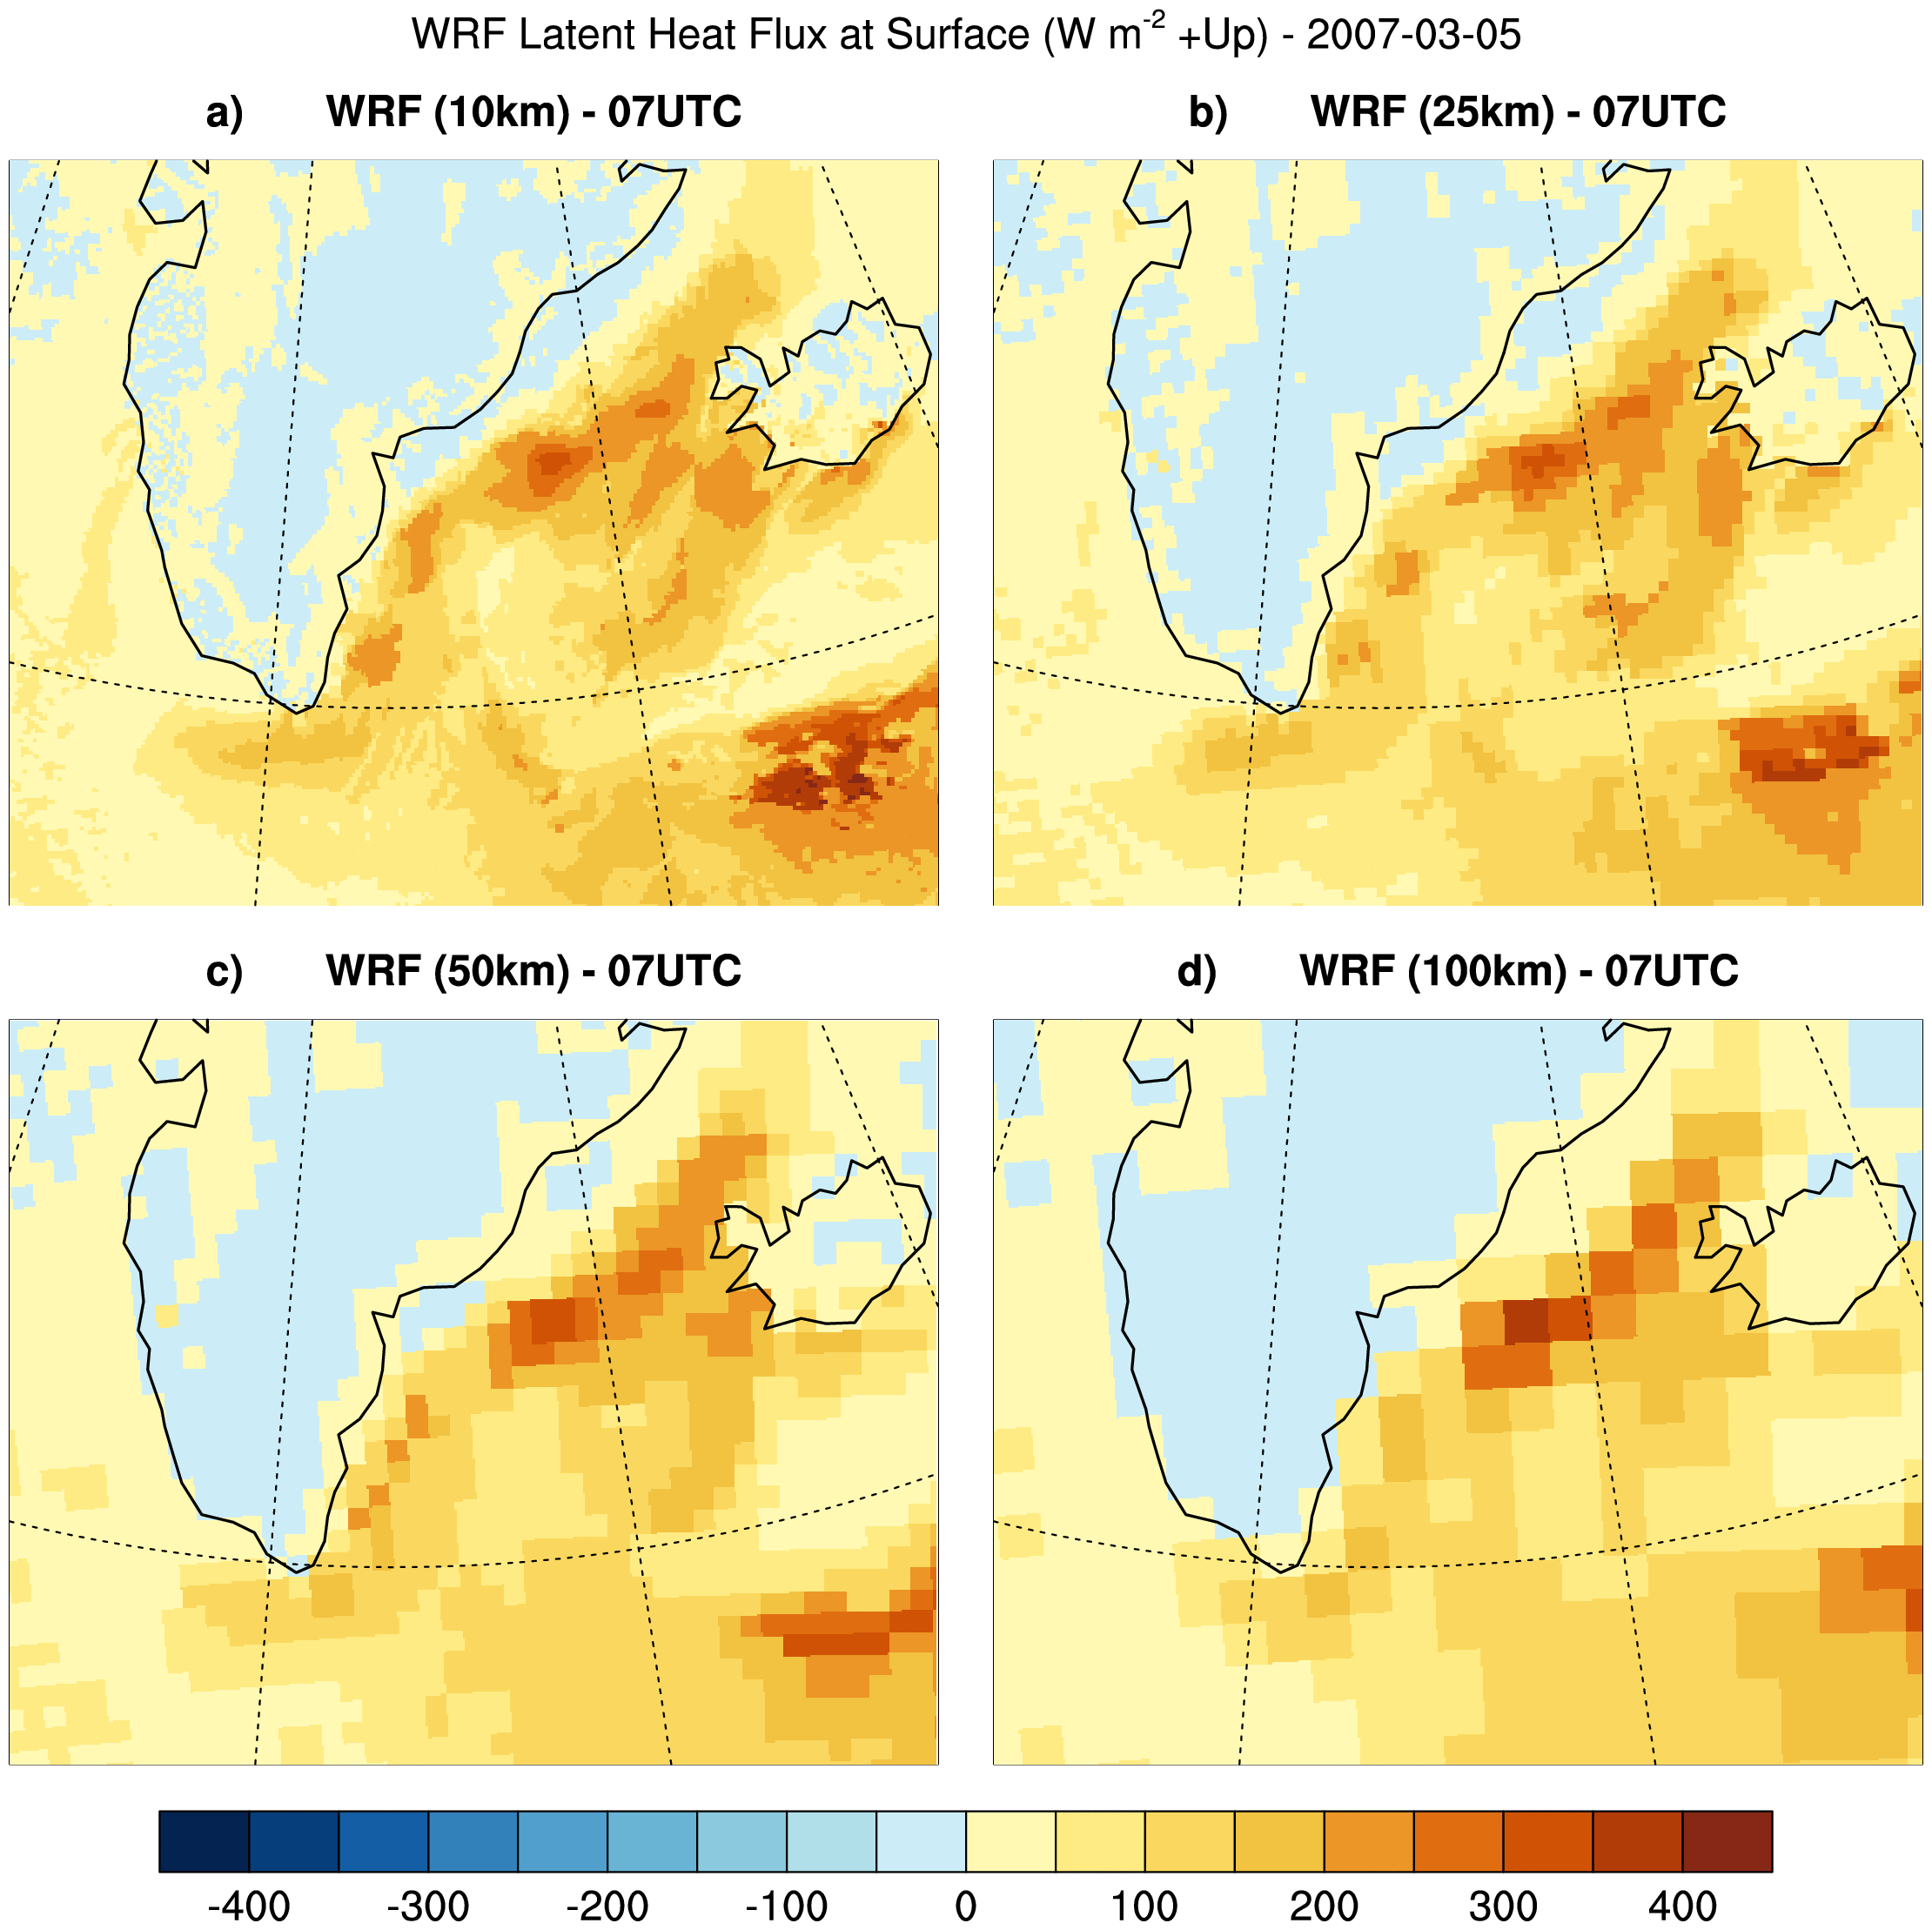 WRF Latent Heat Flux at Surface (W m-2 +Up) - 2007-03-05
a) WRF (10km) - 07UTC
b) WRF (25km) - 07UTC
c) WRF (50km) - 07UTC
d) WRF (100km) - 07UTC
-400 -300 -200 -100 0 100 200 300 400